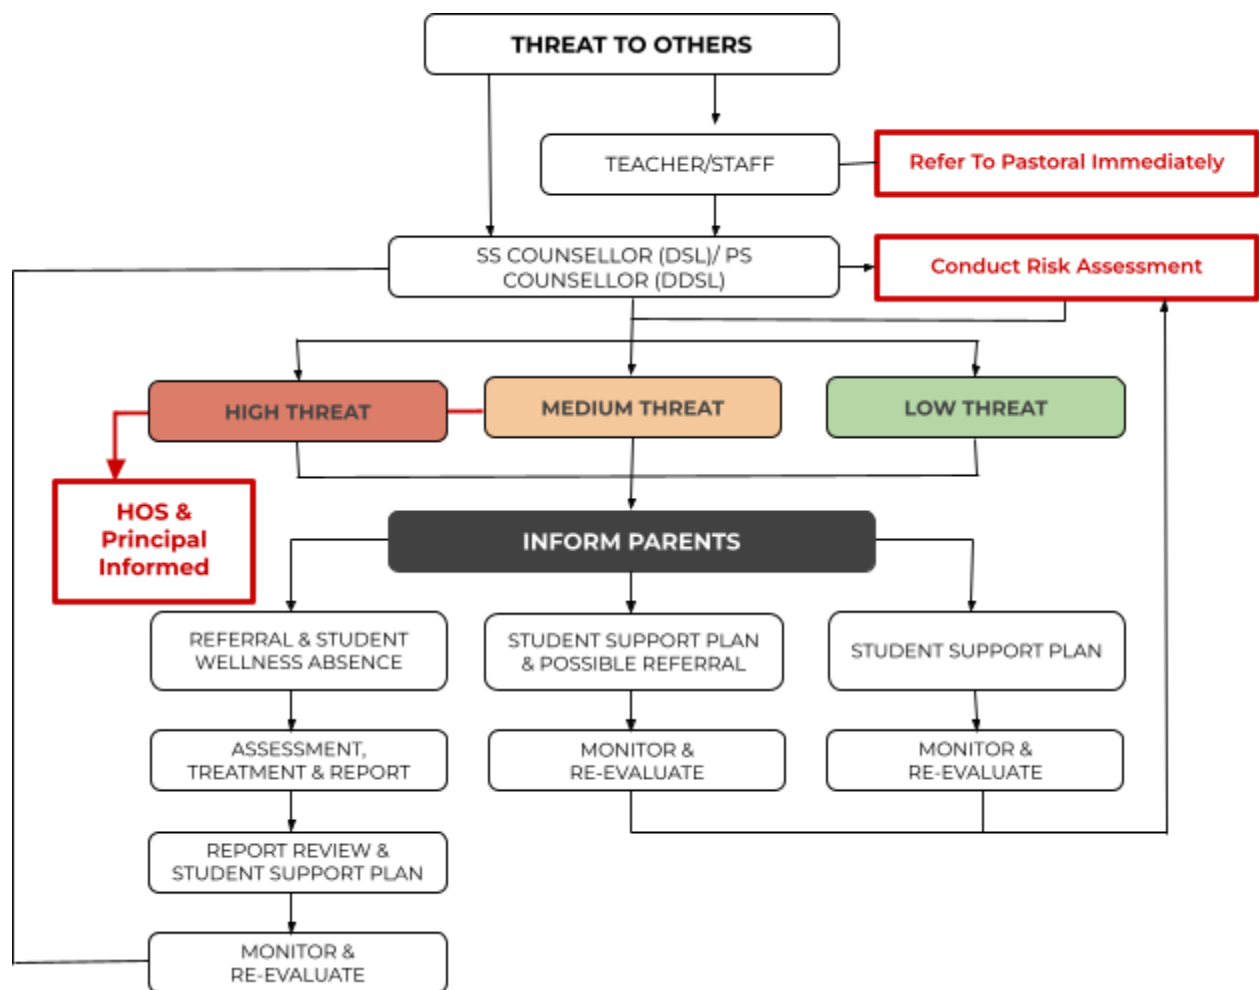 THREAT TO OTHERS
TEACHER/STAFF
Refer To Pastoral Immediately
SS COUNSELLOR (DSL)/ PS
COUNSELLOR (DDSL)
Conduct Risk Assessment
HIGH THREAT
MEDIUM THREAT
LOW THREAT
HOS &
Principal
Informed
INFORM PARENTS
REFERRAL & STUDENT
WELLNESS ABSENCE
STUDENT SUPPORT PLAN
& POSSIBLE REFERRAL
STUDENT SUPPORT PLAN
ASSESSMENT,
TREATMENT & REPORT
MONITOR &
RE-EVALUATE
MONITOR &
RE-EVALUATE
REPORT REVIEW &
STUDENT SUPPORT PLAN
MONITOR &
RE-EVALUATE